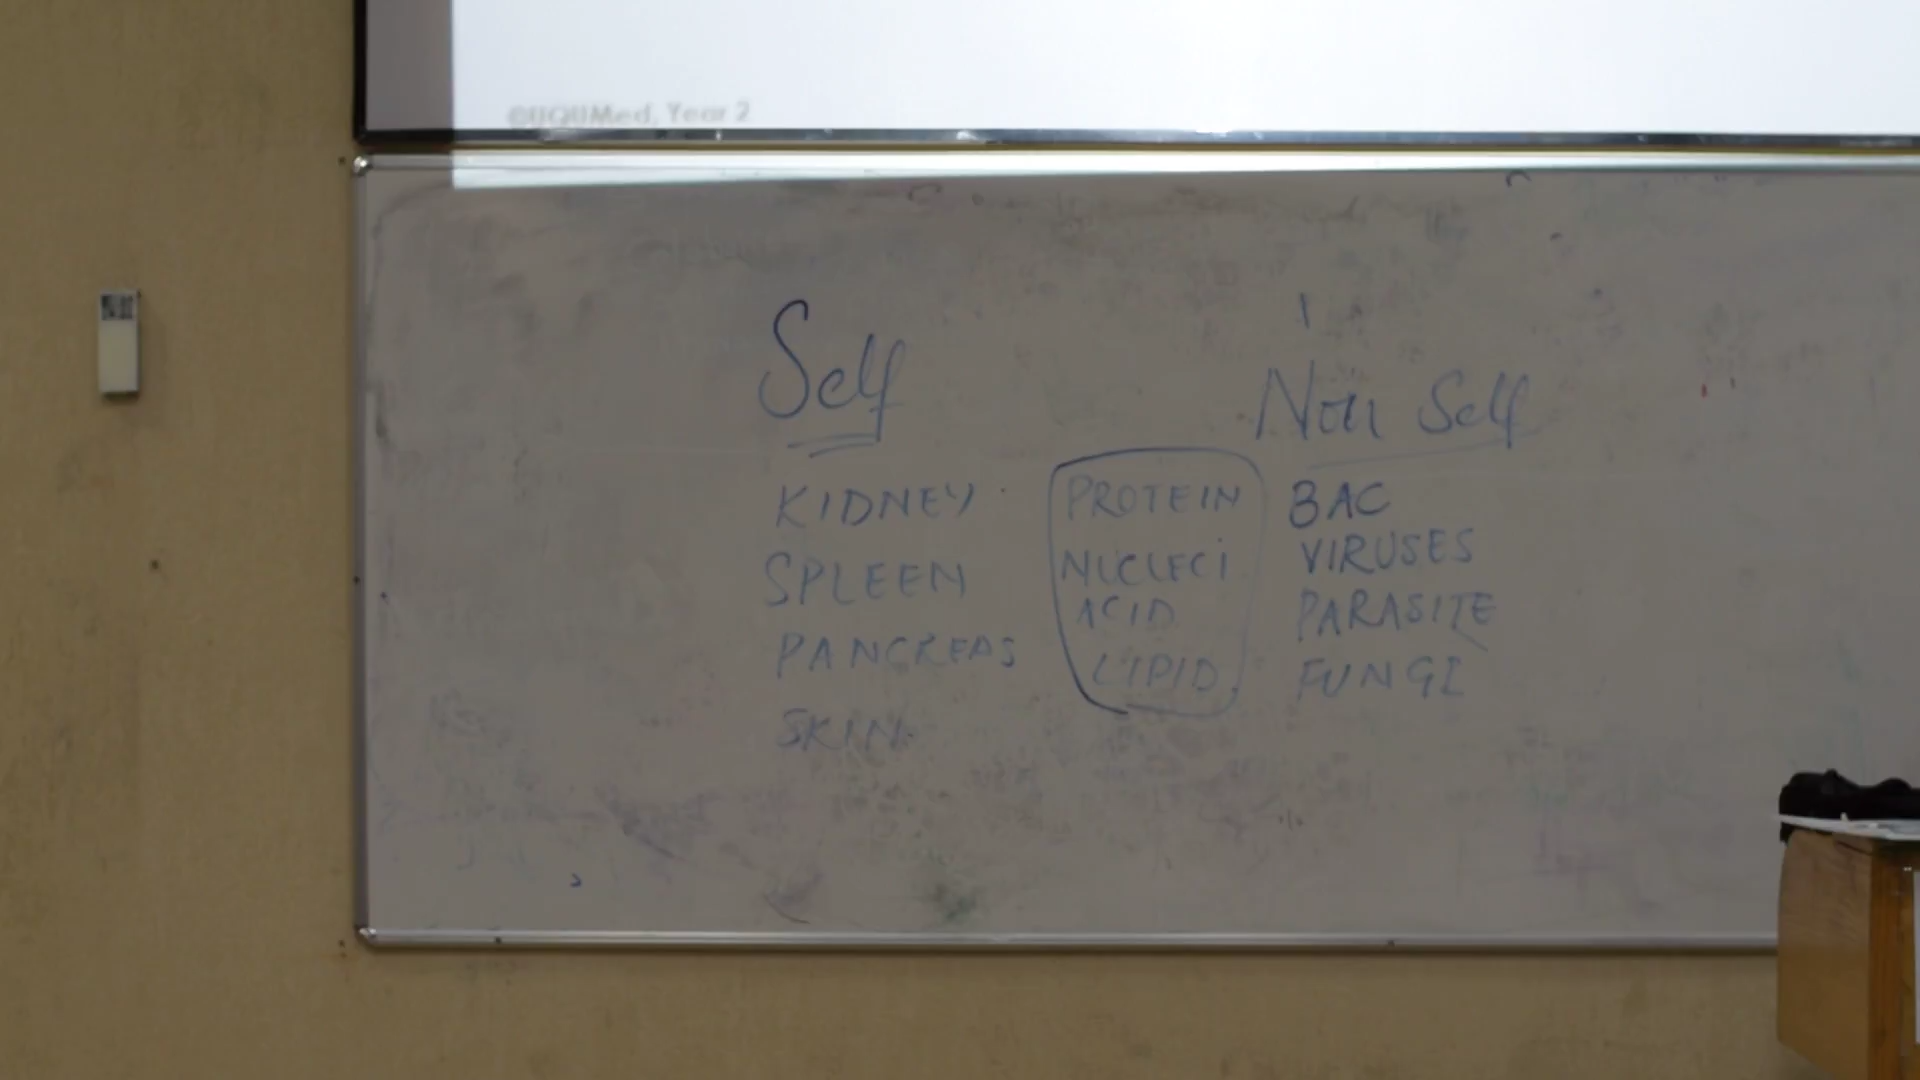 ©UQUMed, Year 2
Self
KIDNEY
SPLEEN
PANCREAS
SKIN
PROTEIN
NUCLECI
ACID
LIPID
Non Self
BAC
VIRUSES
PARASITE
FUNGI